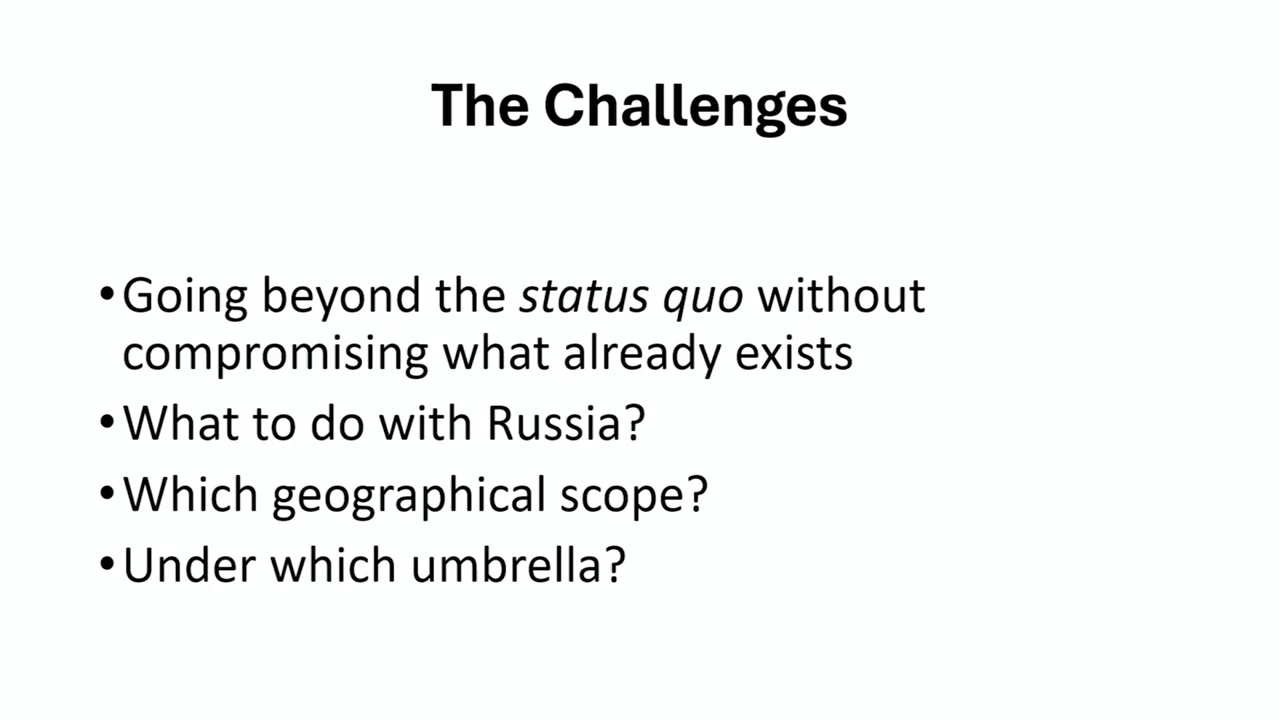 The Challenges
•Going beyond the status quo without
compromising what already exists
•What to do with Russia?
•Which geographical scope?
•Under which umbrella?